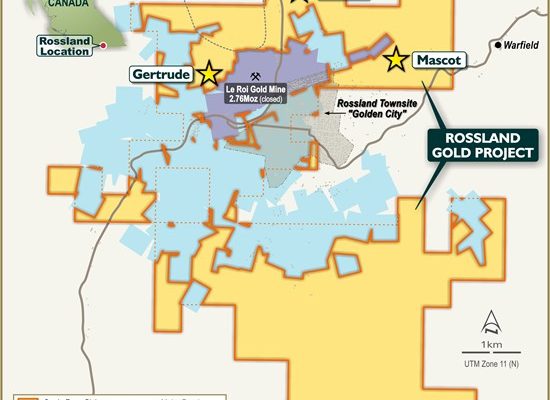 CANADA
Rossland
Location
Gertrude
Mascot
Warfield
Le Roi Gold Mine
2.76Moz (closed)
Rossland Townsite
"Golden City"
ROSSLAND
GOLD PROJECT
1km
UTM Zone 11 (N)